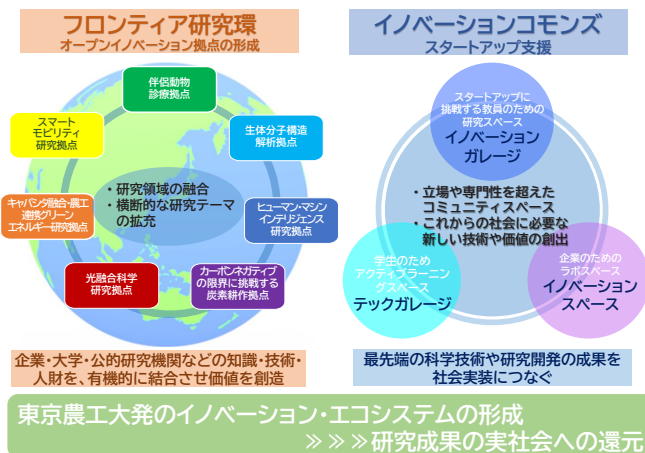 フロンティア研究環
オープンイノベーション拠点の形成
伴侶動物
診療拠点
スマート
モビリティ
研究拠点
生体分子構造
解析拠点
・研究領域の融合
・横断的な研究テーマ
の拡充
キャパシタ融合・農工
連携グリーン
エネルギー研究拠点
ヒューマン・マシン
インテリジェンス
研究拠点
光融合科学
研究拠点
カーボンネガティブ
の限界に挑戦する
炭素耕作拠点
企業・大学・公的研究機関などの知識・技術・
人財を、有機的に結合させ価値を創造
イノベーションコモンズ
スタートアップ支援
スタートアップに
挑戦する教員のための
研究スペース
イノベーション
ガレージ
・立場や専門性を超えた
コミュニティスペース
・これからの社会に必要な
新しい技術や価値の創出
学生のため
アクティブラーニン
グスペース
テックガレージ
企業のための
ラボスペース
イノベーション
スペース
最先端の科学技術や研究開発の成果を
社会実装につなぐ
東京農工大発のイノベーション・エコシステムの形成
≫≫≫研究成果の実社会への還元